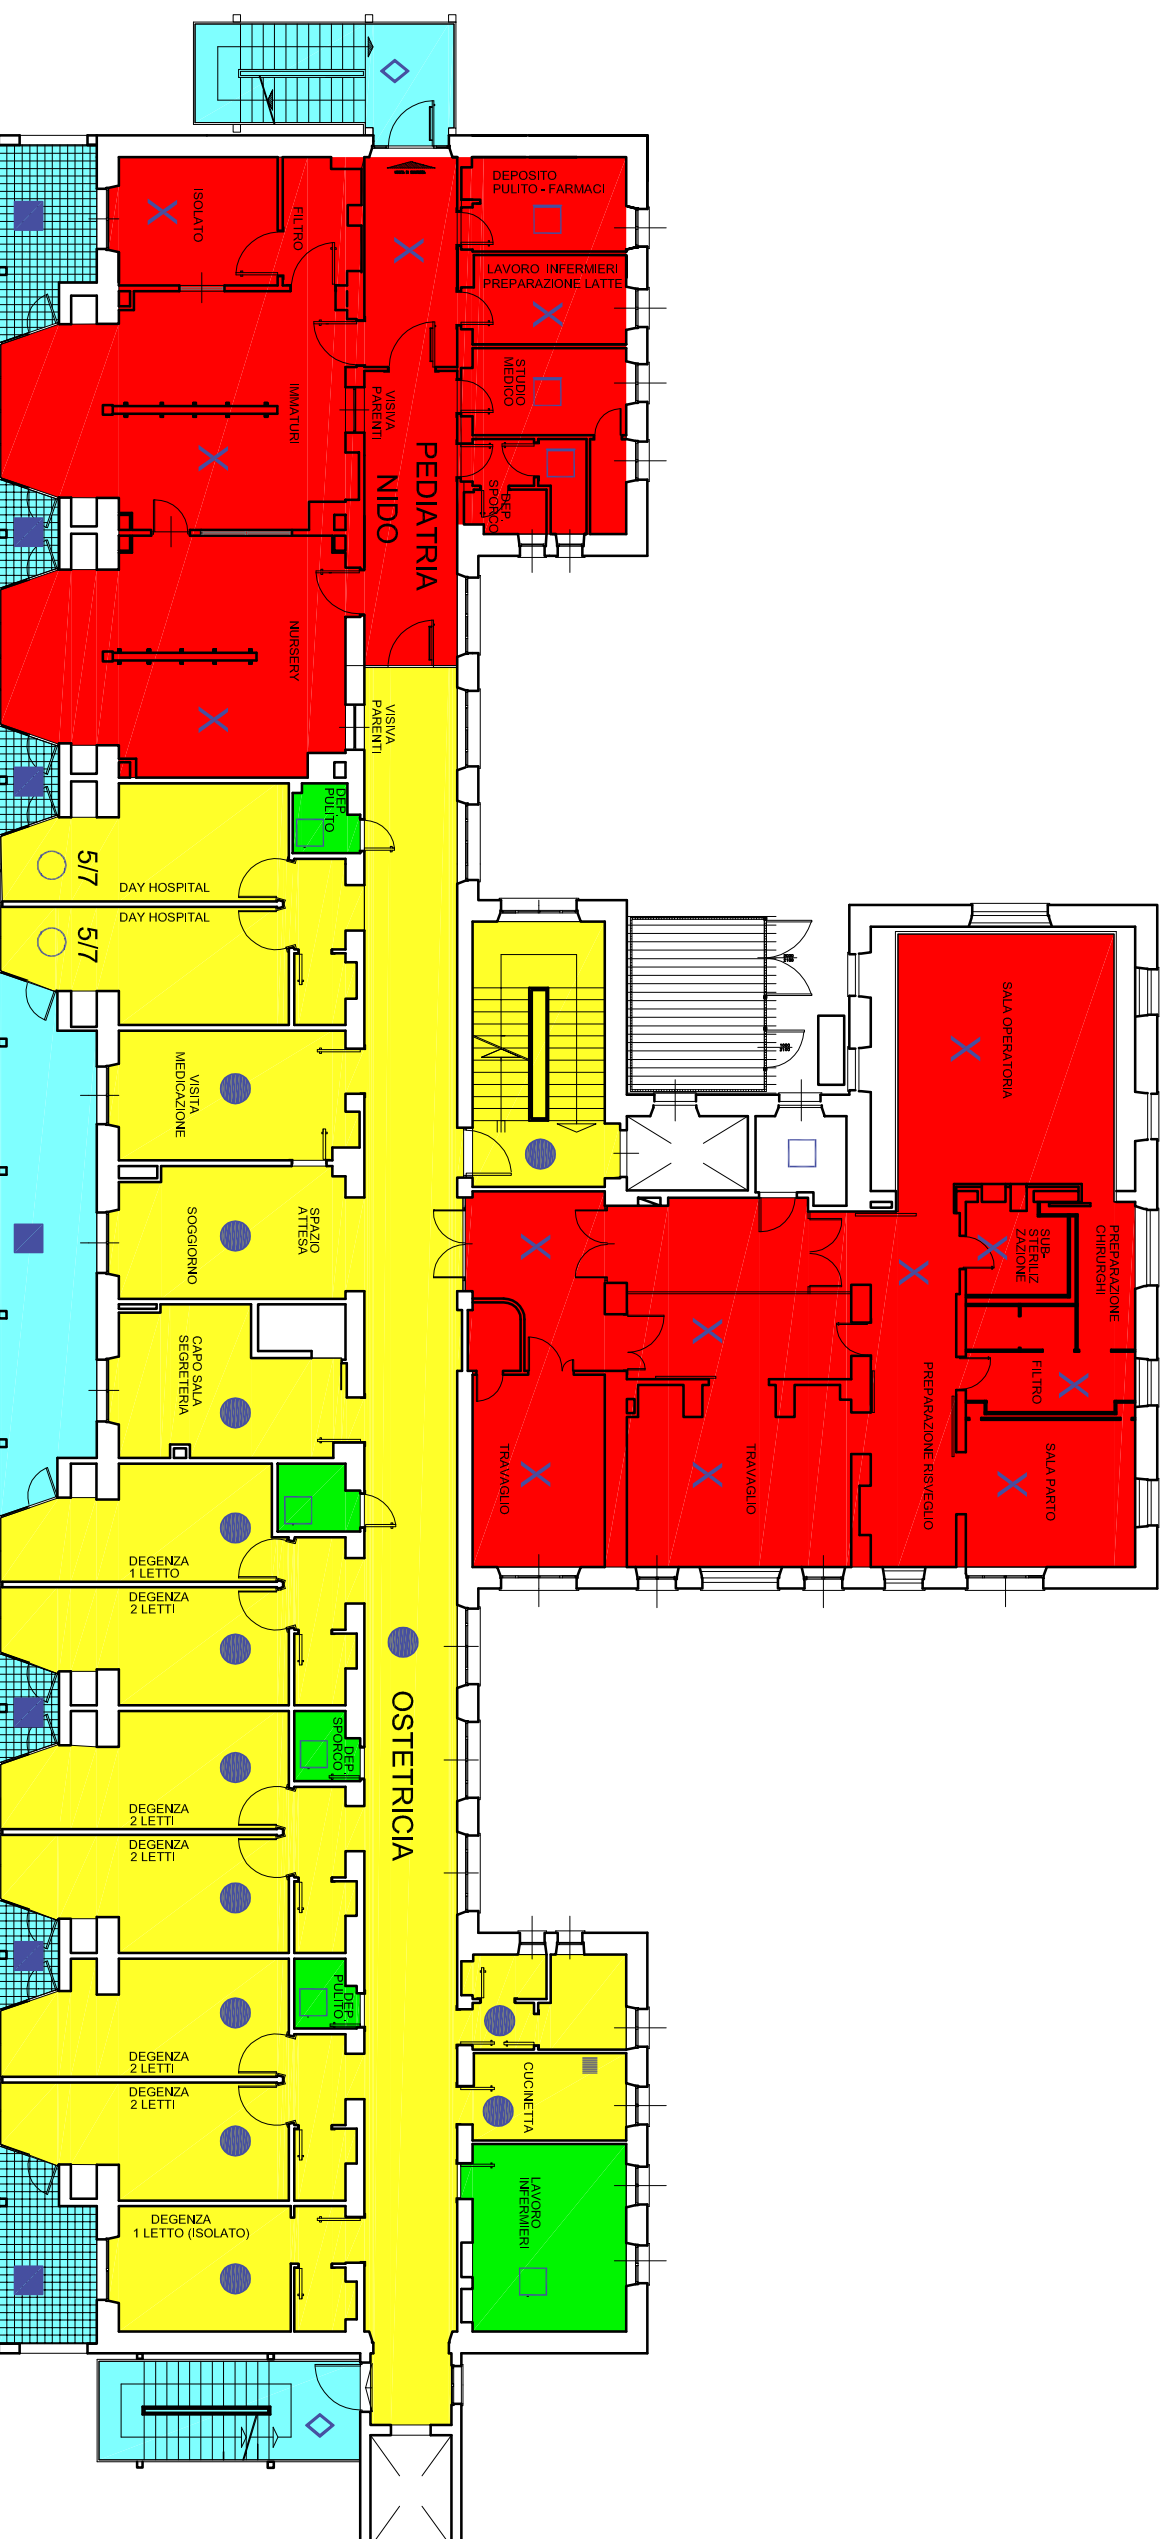 DEPOSITO
PULITO - FARMACI
ISOLATO
FILTRO
LAVORO INFERMIERI
PREPARAZIONE LATTE
STUDIO
MEDICO
IMMATURI
VISIVA
PARENTI
PEDIATRIA
NIDO
DEP.
SPORCO
NURSERY
VISIVA
PARENTI
DEP.
PULITO
5/7
DAY HOSPITAL
DAY HOSPITAL
5/7
SALA OPERATORIA
VISITA
MEDICAZIONE
SPAZIO
ATTESA
SOGGIORNO
SUB-
STERILIZ
ZAZIONE
PREPARAZIONE
CHIRURGHI
CAPO SALA
SEGRETERIA
FILTRO
PREPARAZIONE RISVEGLIO
TRAVAGLIO
TRAVAGLIO
SALA PARTO
DEGENZA
1 LETTO
DEGENZA
2 LETTI
OSTETRICIA
DEP.
SPORCO
DEGENZA
2 LETTI
DEGENZA
2 LETTI
DEP.
PULITO
DEGENZA
2 LETTI
DEGENZA
2 LETTI
CUCINETTA
LAVORO
INFERMIERI
DEGENZA
1 LETTO (ISOLATO)